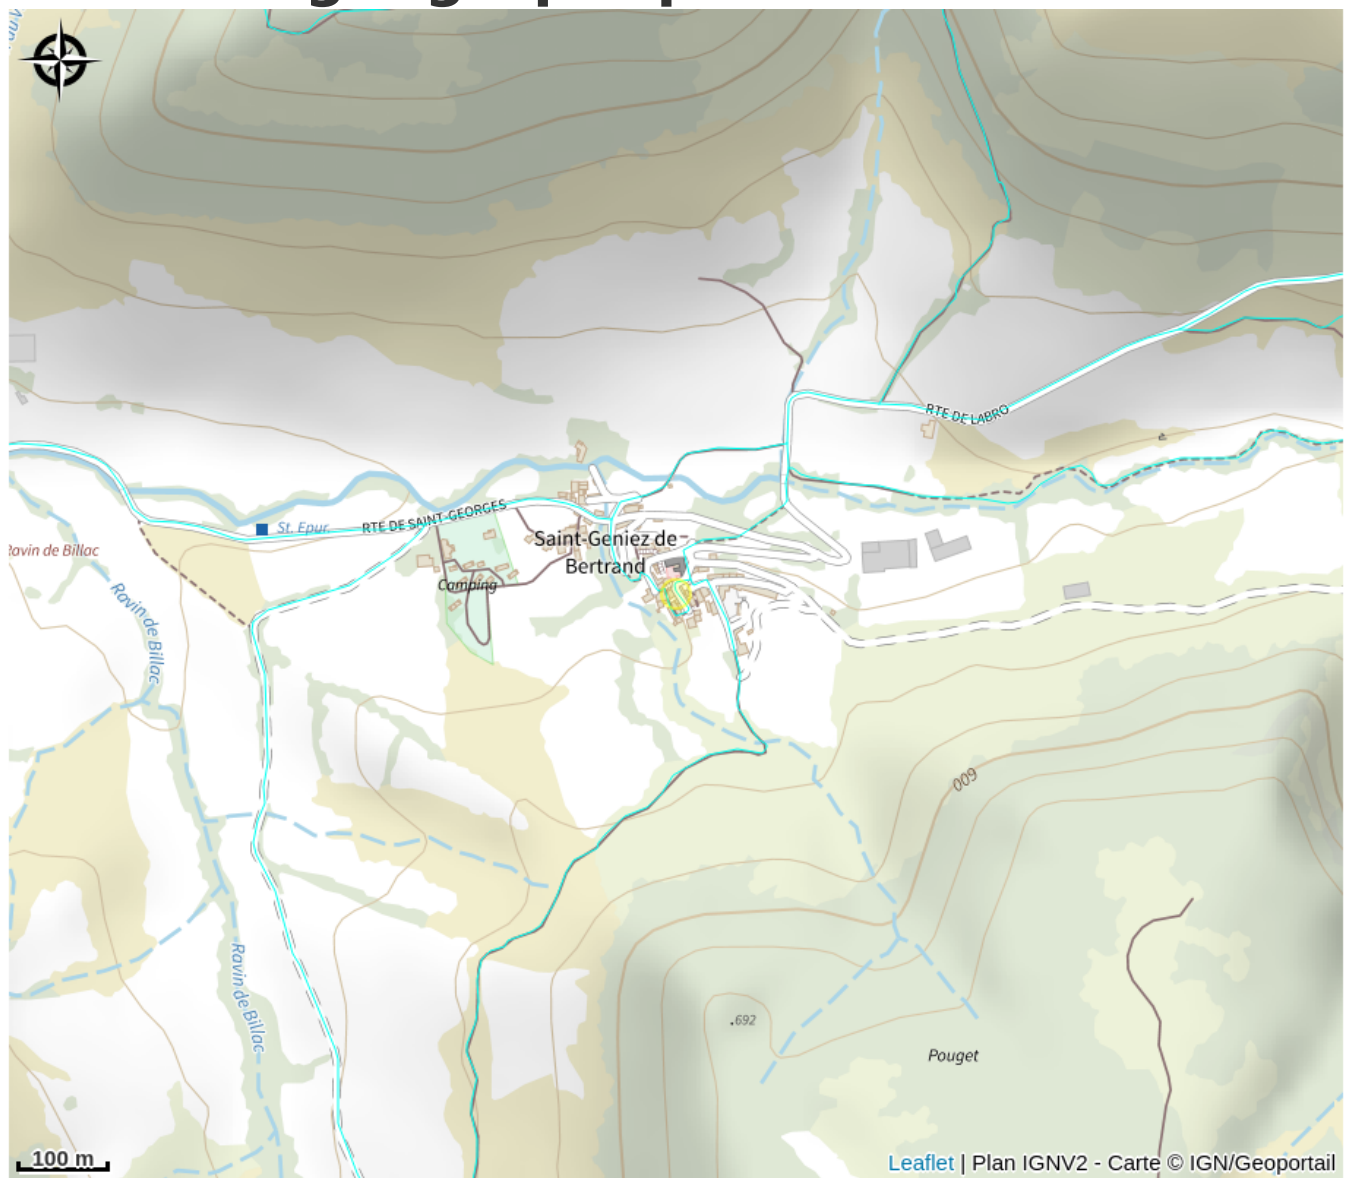 RTE DE LABRO
RTE DE SAINT-GEORGES
St. Epur.
Saint-Geniez de
Bertrand
Camping
Ravin de Billac
Ravin de Billac
600
Ravin de Billac
.692
Pouget
100 m
Leaflet | Plan IGNV2 - Carte © IGN/Geoportail